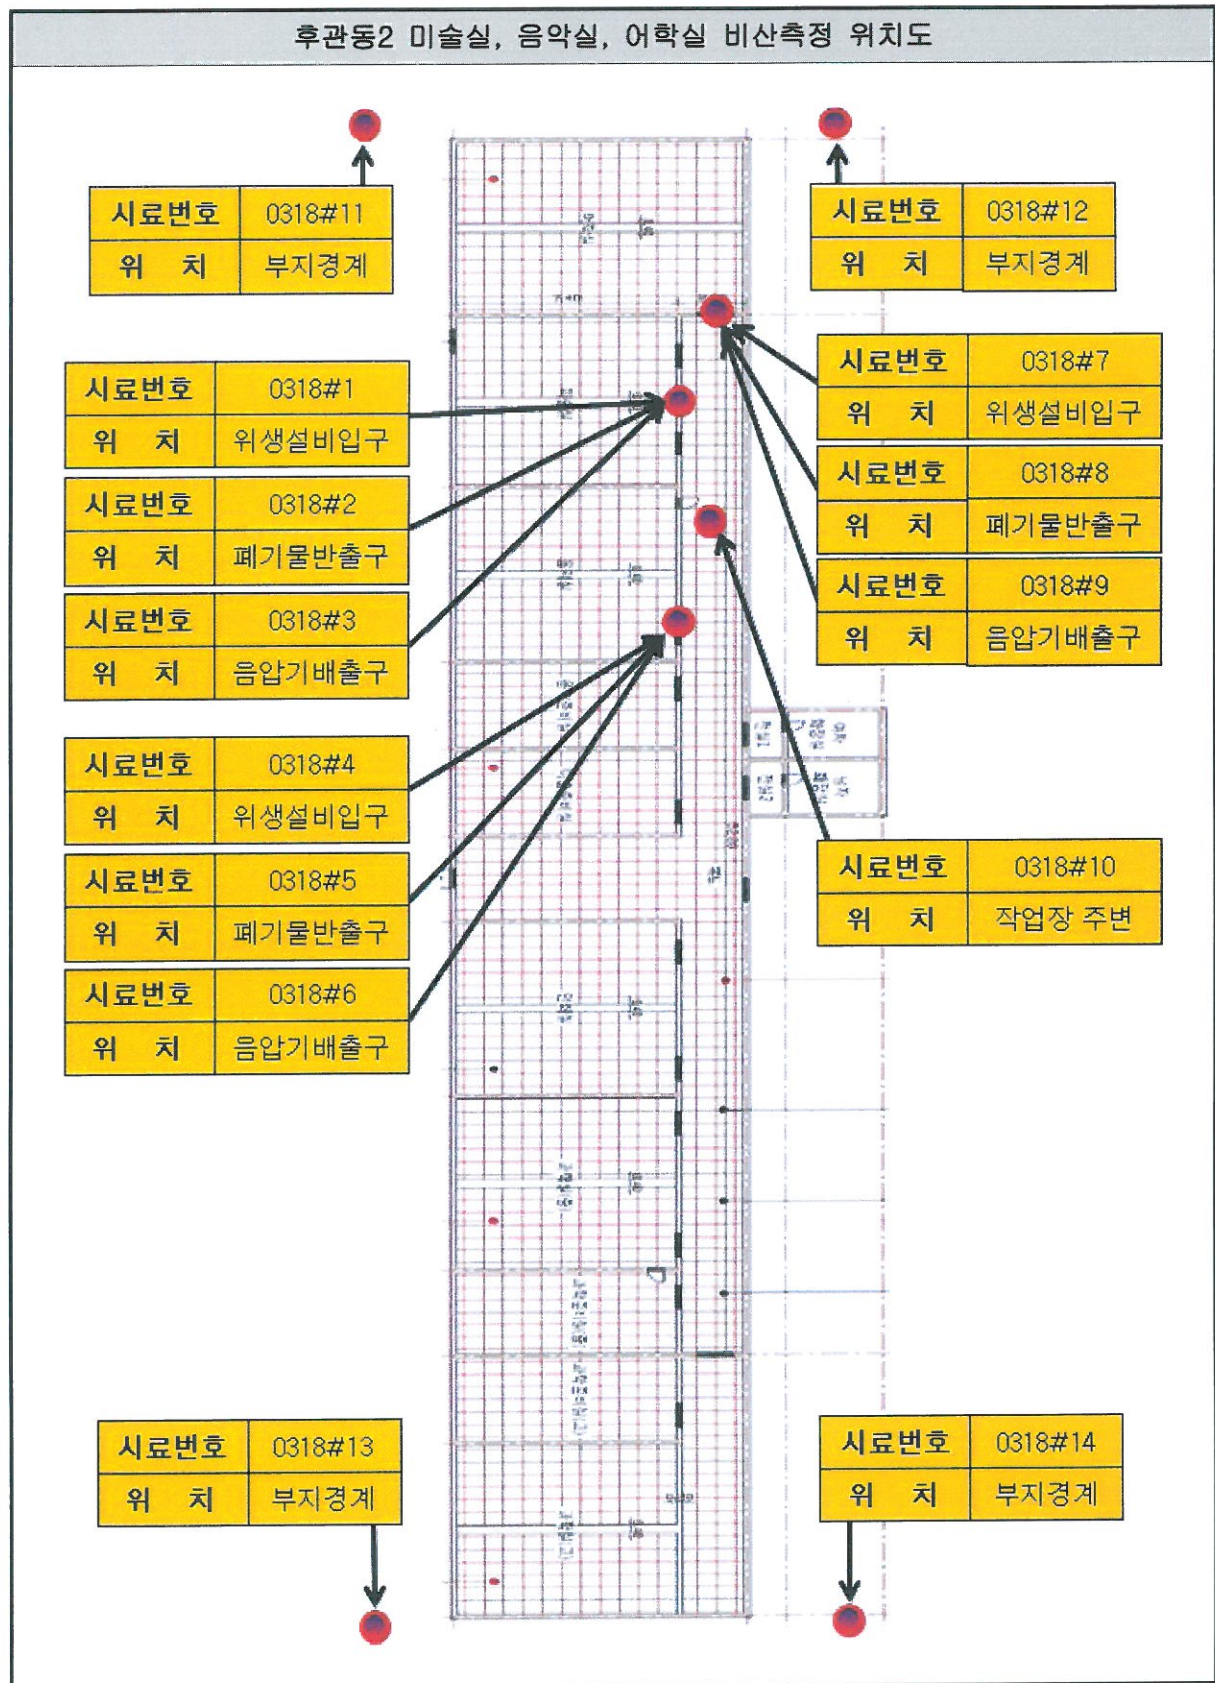 후관동2 미술실, 음악실, 어학실 비산측정 위치도
시료번호 0318#11
위 치 부지경계
시료번호 0318#12
위 치 부지경계
시료번호 0318#1
위 치 위생설비입구
시료번호 0318#2
위 치 폐기물반출구
시료번호 0318#3
위 치 음압기배출구
시료번호 0318#7
위 치 위생설비입구
시료번호 0318#8
위 치 폐기물반출구
시료번호 0318#9
위 치 음압기배출구
시료번호 0318#4
위 치 위생설비입구
시료번호 0318#5
위 치 폐기물반출구
시료번호 0318#6
위 치 음압기배출구
시료번호 0318#10
위 치 작업장 주변
시료번호 0318#13
위 치 부지경계
시료번호 0318#14
위 치 부지경계